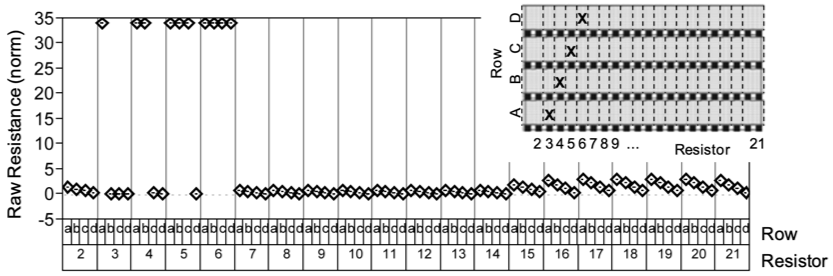 Raw Resistance (norm)
35
30
25
20
15
10
5
0
-5
abcd abcd abcd abcd abcd abcd abcd abcd abcd abcd abcd abcd abcd abcd abcd abcd abcd abcd abcd abcd
Row
2 3 4 5 6 7 8 9 10 11 12 13 14 15 16 17 18 19 20 21
Resistor
Row
D X
C X
B X
A X
2 3 4 5 6 7 8 9 ... 21
Resistor